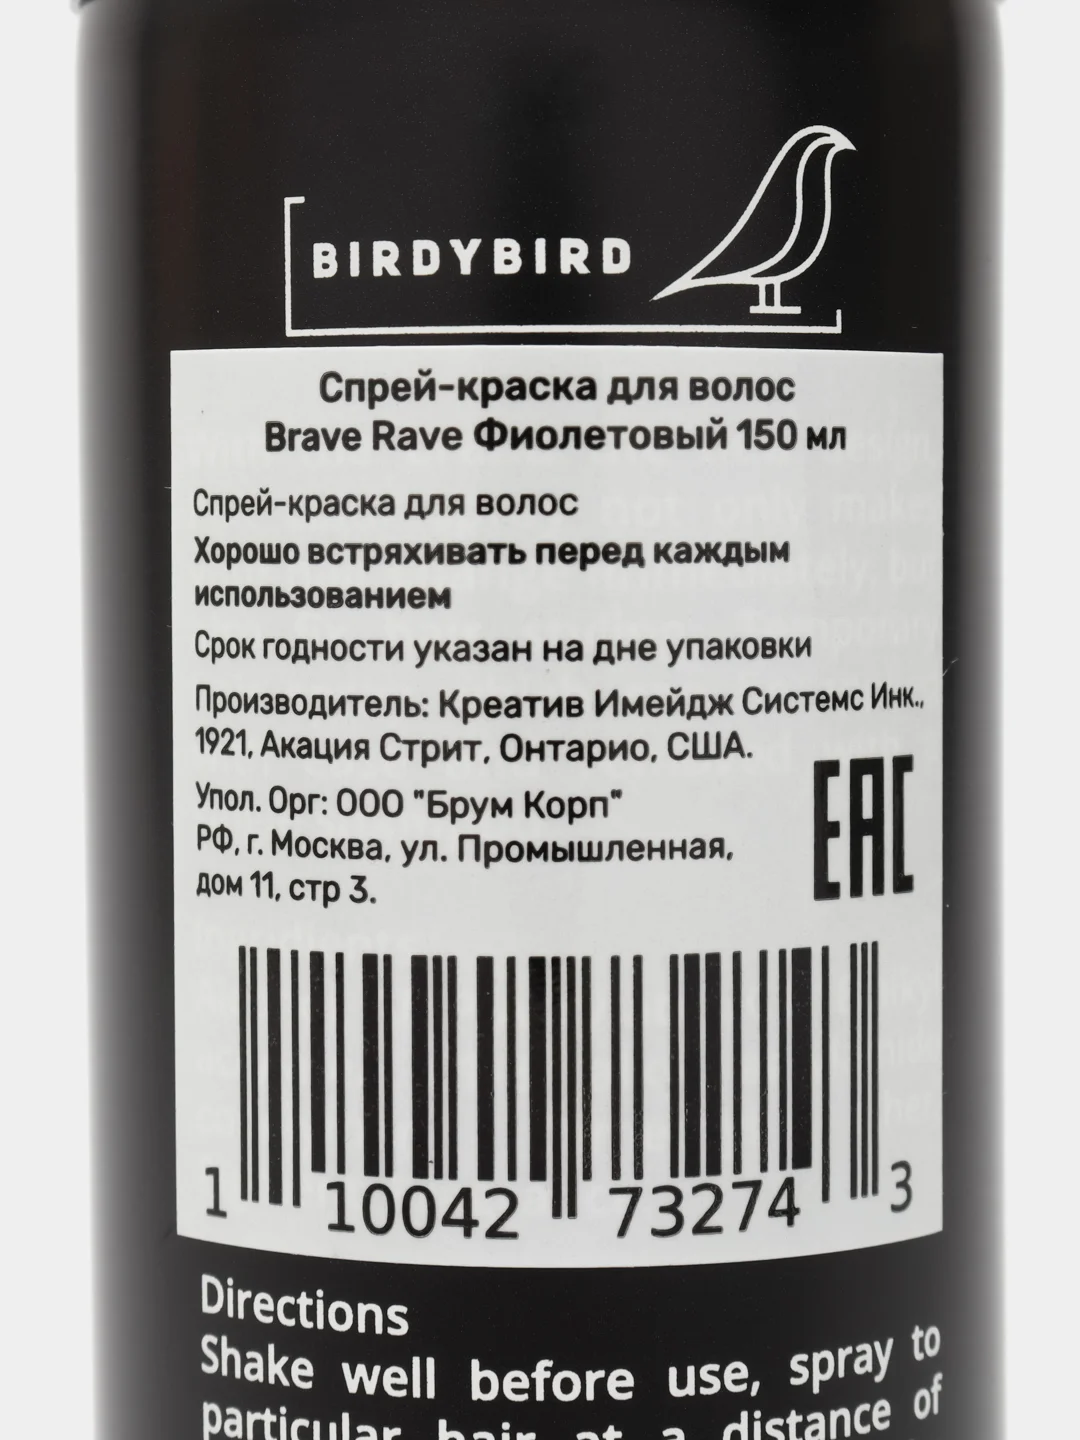 BIRDYBIRD
Спрей-краска для волос
Brave Rave Фиолетовый 150 мл
Спрей-краска для волос
Хорошо встряхивать перед каждым
использованием
Срок годности указан на дне упаковки
Производитель: Креатив Имейдж Системс Инк.,
1921, Акация Стрит, Онтарио, США.
Упол. Орг: ООО "Брум Корп"
РФ, г. Москва, ул. Промышленная,
дом 11, стр 3.
EAC
1 10042 73274 3
Directions
Shake well before use, spray to
particular hair at a distance of